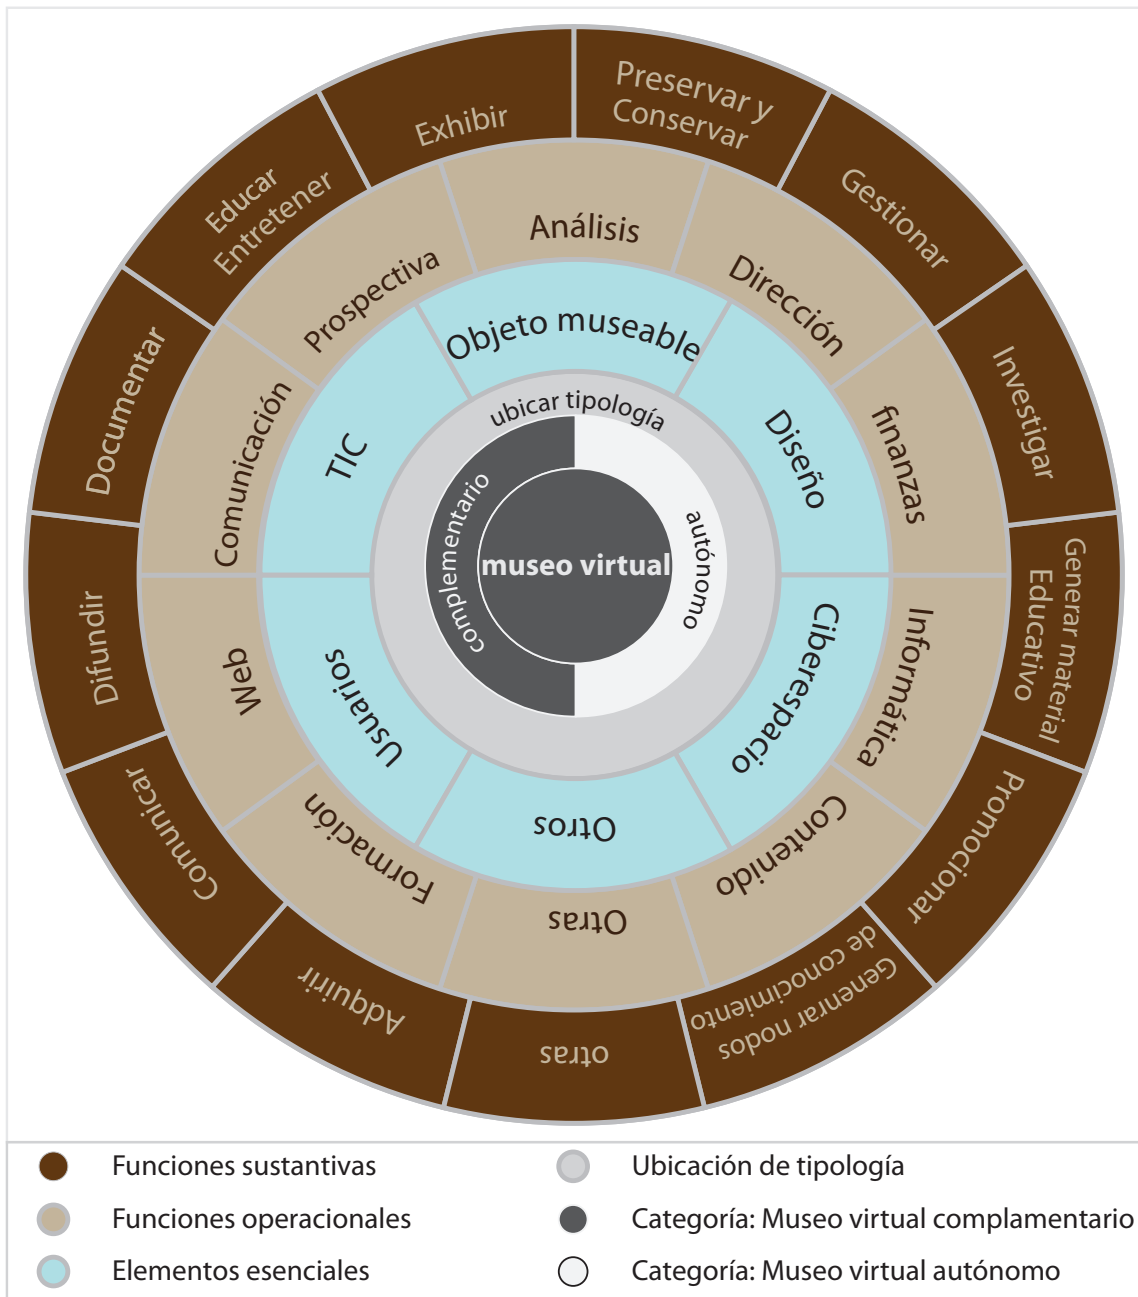 Preservar y
Conservar
Gestionar
Investigar
Generar material
Educativo
Promocionar
Genenrar nodos
de conocimiento
otras
Adquirir
Comunicar
Difundir
Documentar
Educar
Entretener
Exhibir
Análisis
Dirección
finanzas
Informática
Contenido
Otras
Formación
Web
Comunicación
Prospectiva
Objeto museable
Diseño
Ciberespacio
Otros
Usuarios
TIC
ubicar tipología
complementario
autónomo
museo virtual
Funciones sustantivas
Funciones operacionales
Elementos esenciales
Ubicación de tipología
Categoría: Museo virtual complamentario
Categoría: Museo virtual autónomo